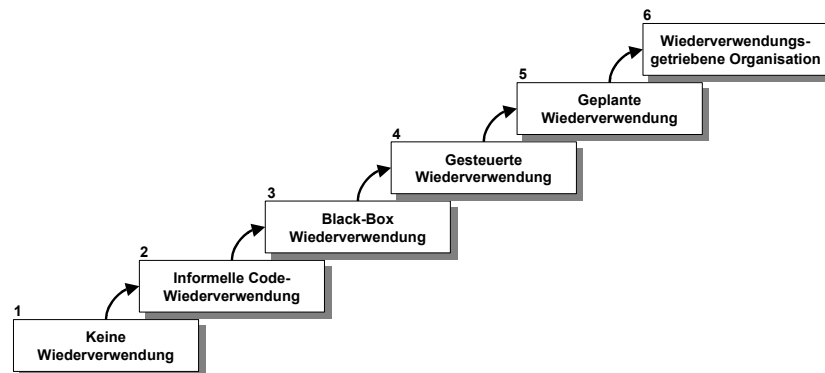 6
Wiederverwendungs-
getriebene Organisation
5
Geplante
Wiederverwendung
4
Gesteuerte
Wiederverwendung
3
Black-Box
Wiederverwendung
2
Informelle Code-
Wiederverwendung
1
Keine
Wiederverwendung